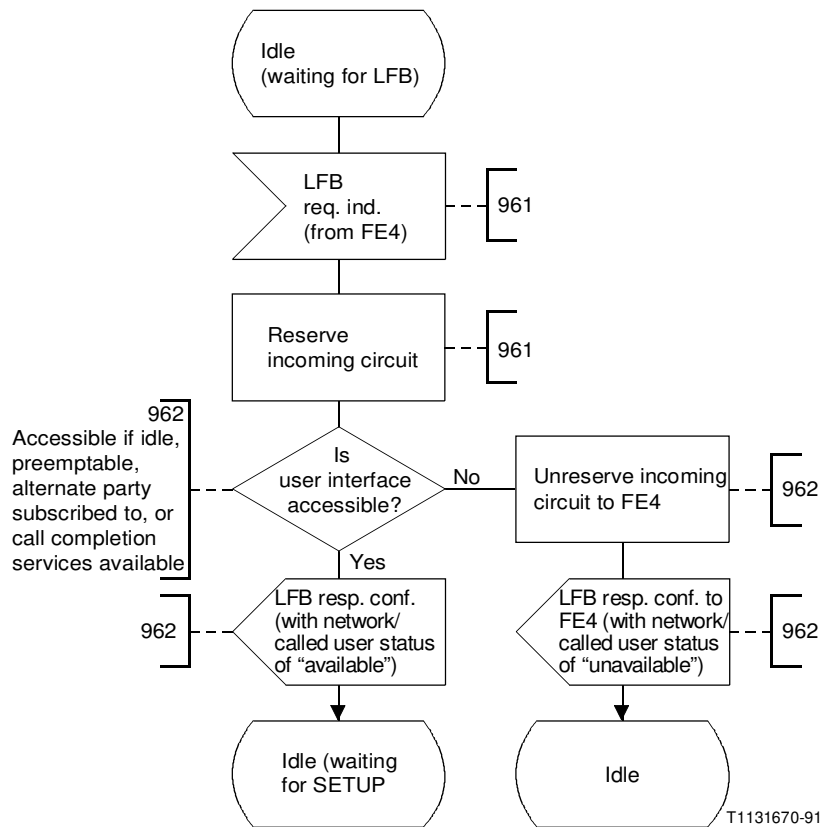 Idle
(waiting for LFB)
LFB
req. ind.
(from FE4)
961
Reserve
incoming circuit
961
962
Accessible if idle,
preemptable,
alternate party
subscribed to, or
call completion
services available
Is
user interface
accessible?
No
Unreserve incoming
circuit to FE4
962
Yes
962
LFB resp. conf.
(with network/
called user status
of “available”)
LFB resp. conf. to
FE4 (with network/
called user status
of “unavailable”)
962
Idle (waiting
for SETUP
Idle
T1131670-91